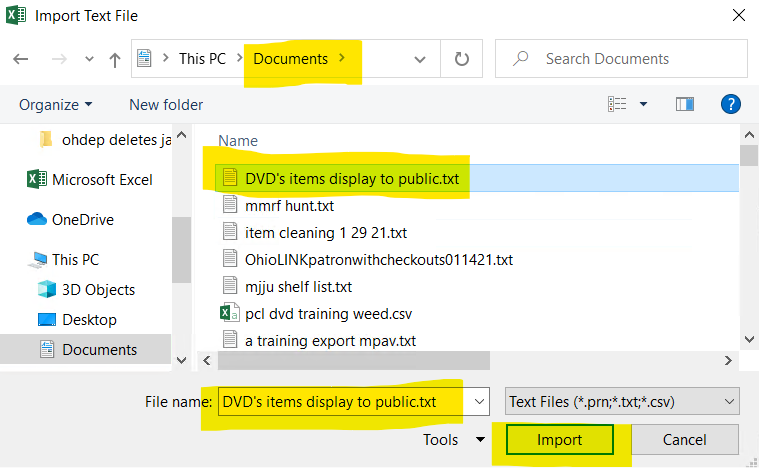 Import Text File
This PC > Documents >
Search Documents
Organize
New folder
ohdep deletes ja
Microsoft Excel
OneDrive
This PC
3D Objects
Desktop
Documents
Name
DVD's items display to public.txt
mmrf hunt.txt
item cleaning 1 29 21.txt
OhioLINKpatronwithcheckouts011421.txt
mjju shelf list.txt
pcl dvd training weed.csv
a training export mpav.txt
File name: DVD's items display to public.txt
Text Files (*.prn;*.txt;*.csv)
Tools
Import
Cancel